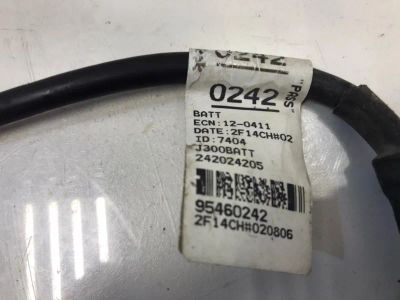 0242
0242
"PRS"
BATT
ECN:12-0411
DATE:2F14CH#02
ID:7404
J300BATT
242024205
95460242
2F14CH#020806